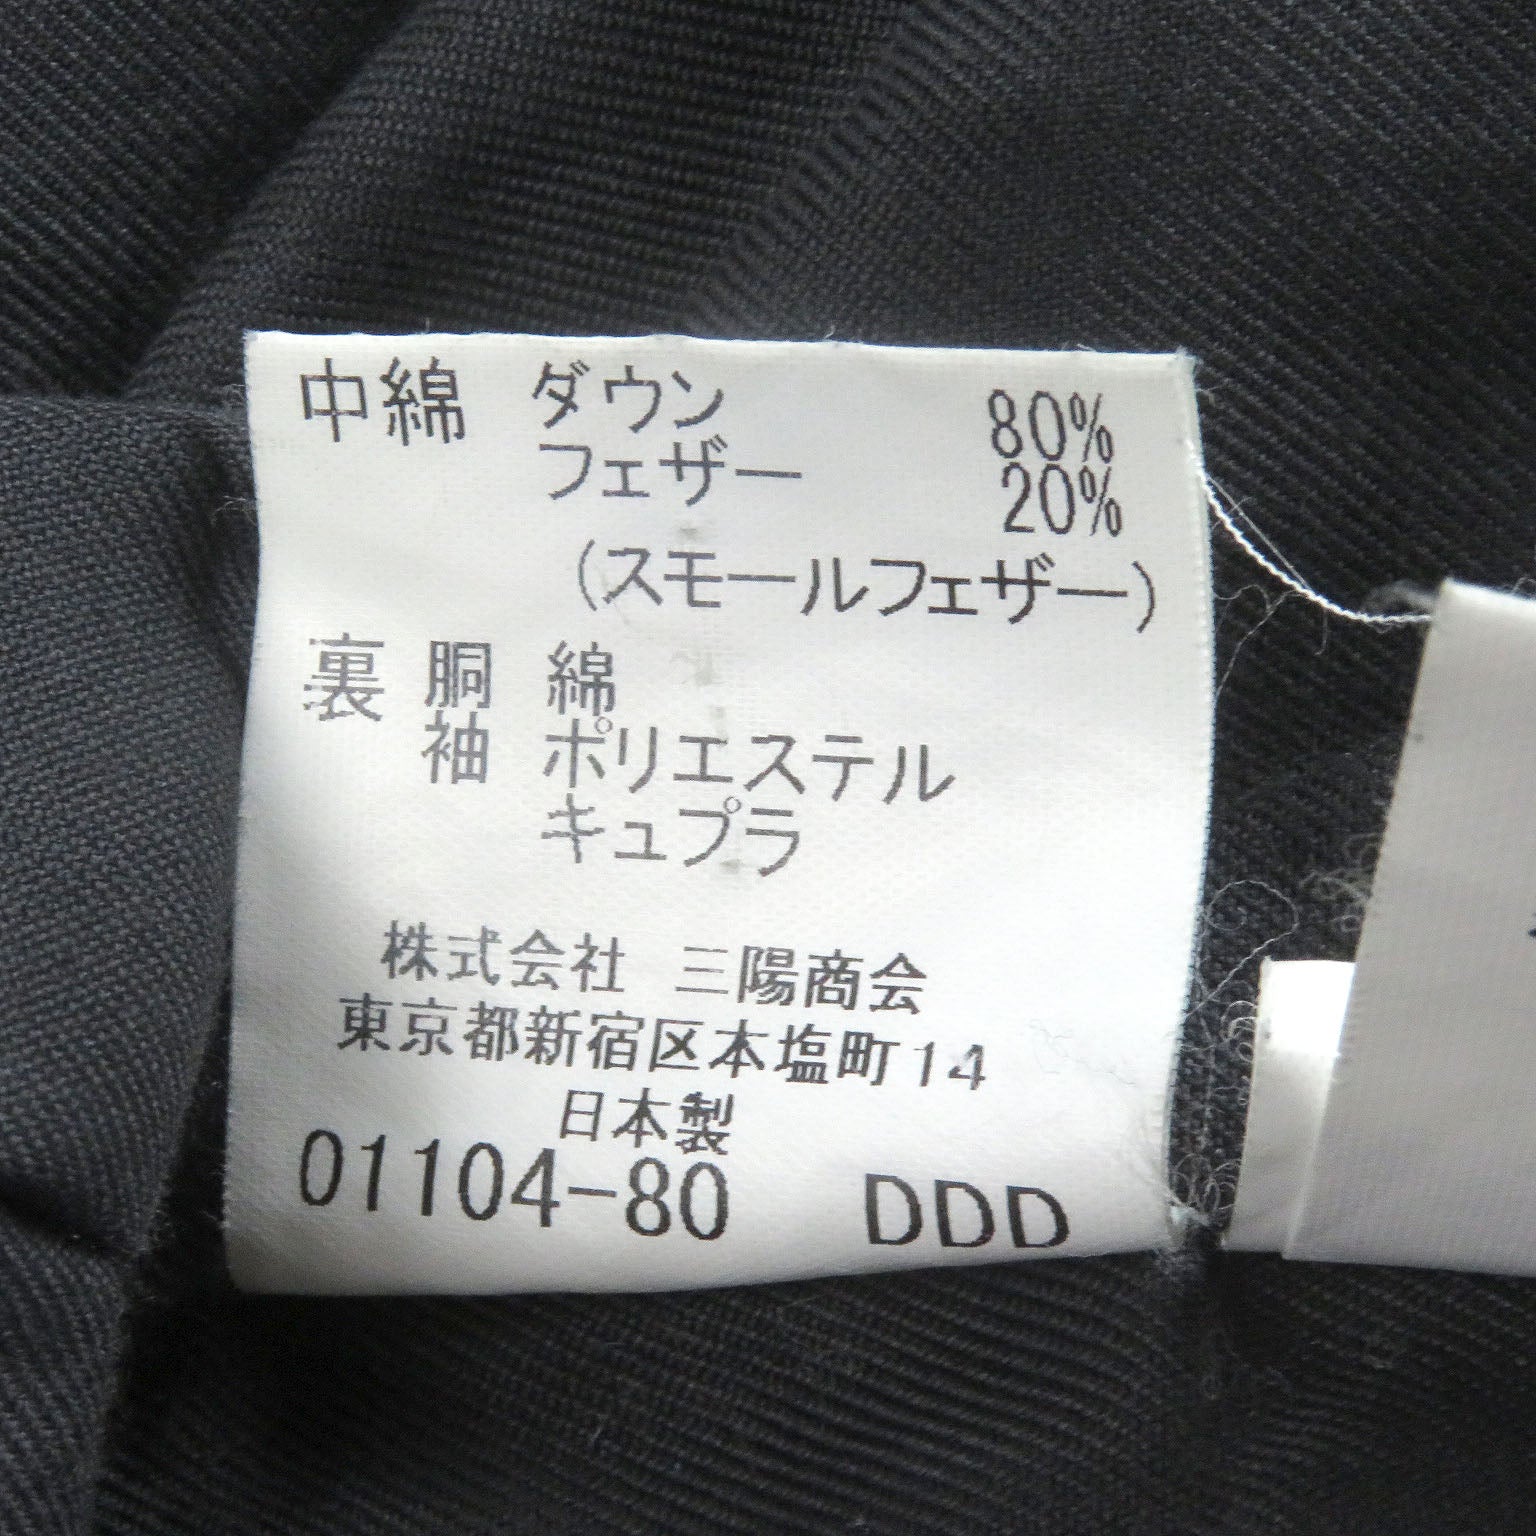 中綿 ダウン 80%
フェザー 20%
(スモールフェザー)
裏 胴 綿
袖 ポリエステル
キュプラ
株式会社 三陽商会
東京都新宿区本塩町14
日本製
01104-80 DDD